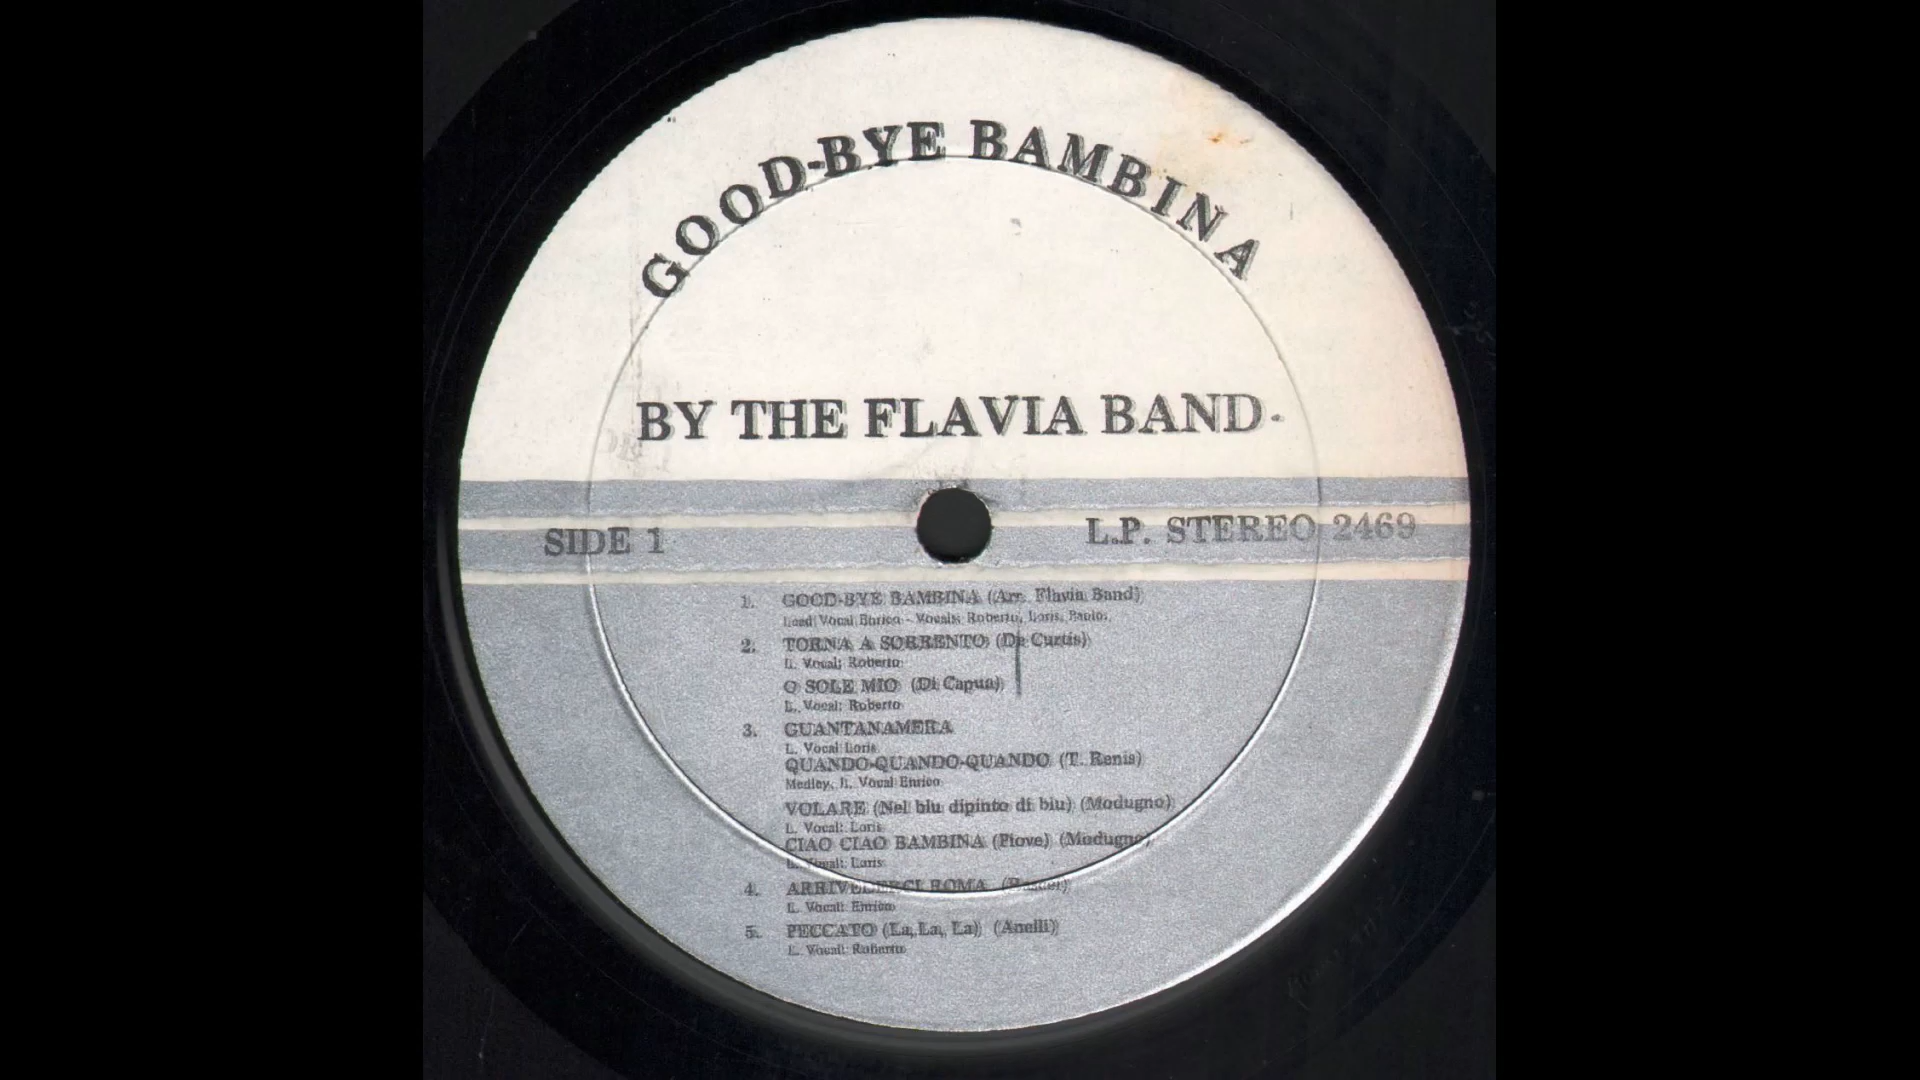 GOOD-BYE BAMBINA
BY THE FLAVIA BAND
SIDE 1
L.P. STEREO 2469
1. GOOD-BYE BAMBINA (Arr. Flavia Band)
Lead Vocal Enrico - Vocals: Roberto, Loris, Paolo.
2. TORNA A SORRENTO (De Curtis)
L. Vocal: Roberto
O SOLE MIO (Di Capua)
L. Vocal: Roberto
3. GUANTANAMERA
L. Vocal Loris
QUANDO-QUANDO-QUANDO (T. Renis)
Medley, L. Vocal Enrico
VOLARE (Nel blu dipinto di blu) (Modugno)
L. Vocal: Loris
CIAO CIAO BAMBINA (Piove) (Modugno)
L. Vocal: Loris
4. ARRIVEDERCI ROMA (Rascel)
L. Vocal: Enrico
5. PECCATO (La, La, La) (Anelli)
L. Vocal: Roberto